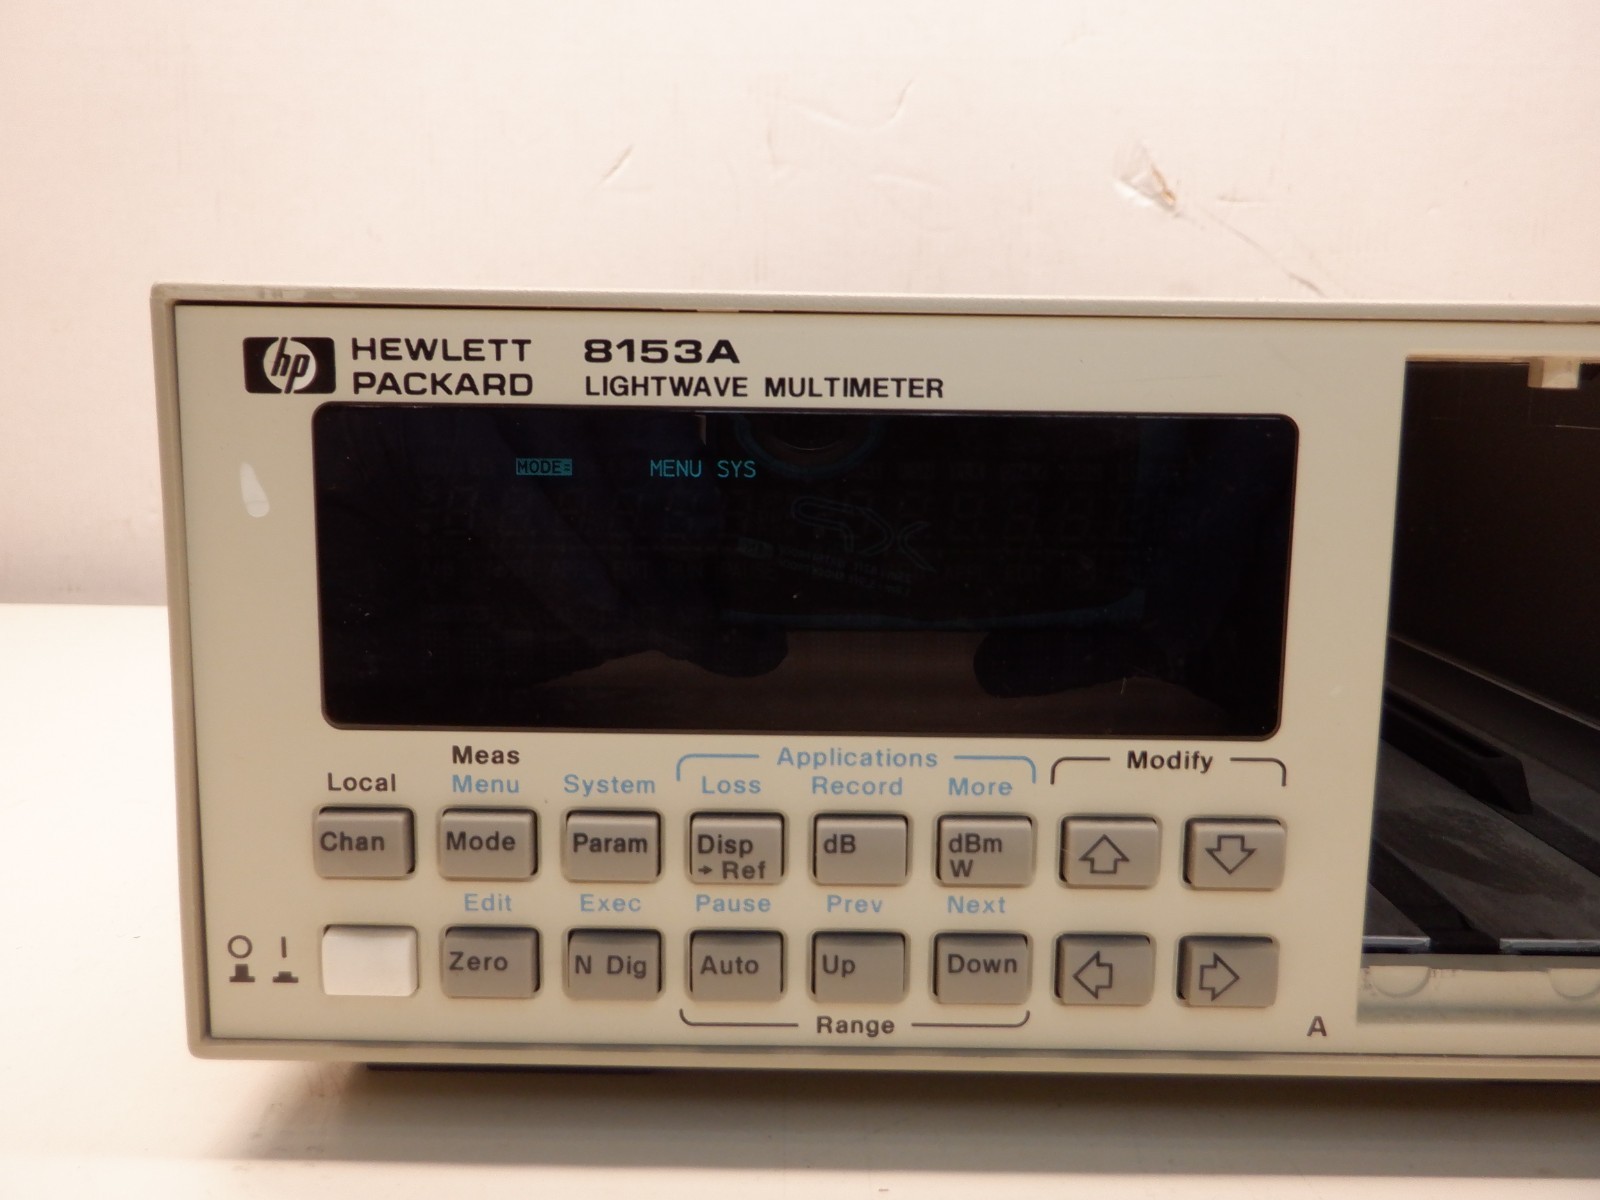 hp HEWLETT PACKARD
8153A
LIGHTWAVE MULTIMETER
MODE= MENU SYS
Meas
Applications
Modify
Local Menu System Loss Record More
Chan Mode Param Disp → Ref dB dBm W
Edit Exec Pause Prev Next
O I Zero N Dig Auto Up Down
Range
A